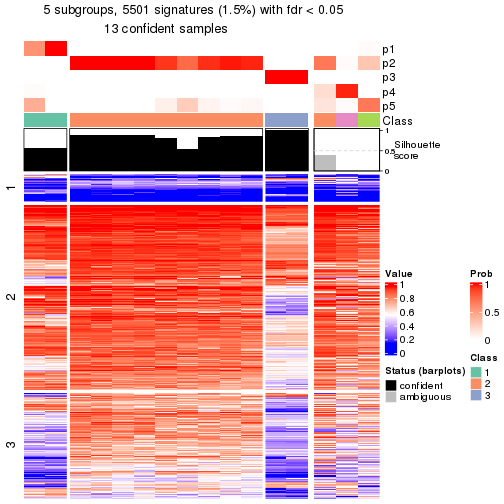 5 subgroups, 5501 signatures (1.5%) with fdr < 0.05
13 confident samples
p1
p2
p3
p4
p5
Class
1
0.5
0
Silhouette
score
1
2
3
Value
1
0.8
0.6
0.4
0.2
0
Prob
1
0.5
0
Status (barplots)
confident
ambiguous
Class
1
2
3